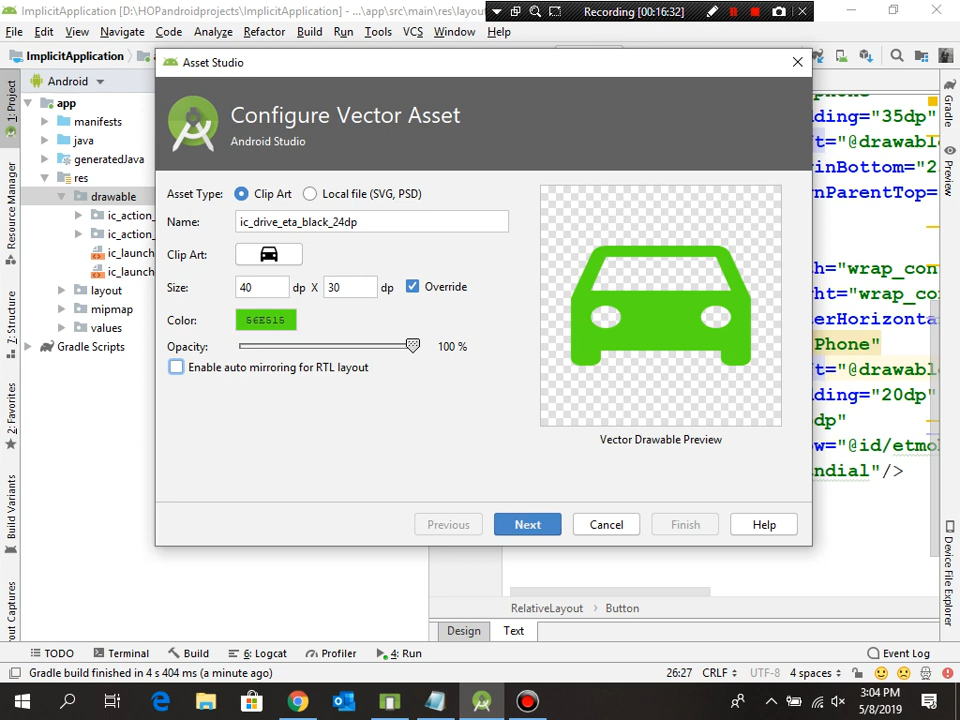 ImplicitApplication [D:\HOPandroidprojects\ImplicitApplication] ...\app\src\main\res\layou
Recording [00:16:32]
File Edit View Navigate Code Analyze Refactor Build Run Tools VCS Window Help
ImplicitApplication
Asset Studio
Configure Vector Asset
Android Studio
Asset Type: Clip Art Local file (SVG, PSD)
Name: ic_drive_eta_black_24dp
Clip Art:
Size: 40 dp X 30 dp Override
Color: 56E515
Opacity: 100 %
Enable auto mirroring for RTL layout
Vector Drawable Preview
Previous Next Cancel Finish Help
1: Project
Resource Manager
Z: Structure
2: Favorites
Build Variants
Captures
Android
app
manifests
java
generatedJava
res
drawable
ic_action_
ic_action_
ic_launch
ic_launch
layout
mipmap
values
Gradle Scripts
ding="35dp"
ft="@drawabl
inBottom="2
nParentTop=
h="wrap_con
ght="wrap_co
erHorizonta
Phone"
ft="@drawabl
ding="20dp"
dp"
w="@id/etmo
ndial"/>
Gradle
Preview
Device File Explorer
RelativeLayout › Button
Design Text
TODO Terminal Build 6: Logcat Profiler 4: Run Event Log
Gradle build finished in 4 s 404 ms (a minute ago) 26:27 CRLF UTF-8 4 spaces
3:04 PM
5/8/2019